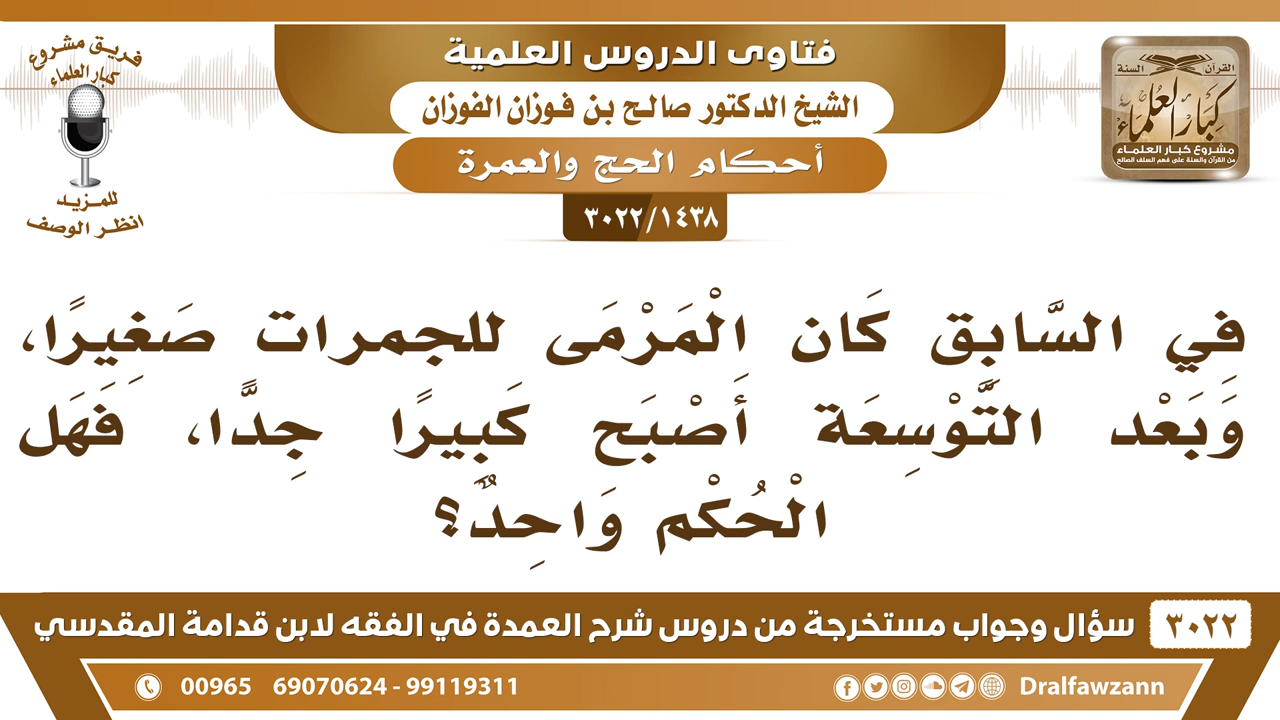 فريق مشروع
كبار العلماء
للمزيد
انظر الوصف
فتاوى الدروس العلمية
الشيخ الدكتور صالح بن فوزان الفوزان
أحكام الحج والعمرة
٣٠٢٢/١٤٣٨
القرآن السنة
كبار العلماء
مشروع كبار العلماء
من القرآن والسنة على فهم السلف الصالح
في السَّابق كَان الْمَرْمَى للجمرات صَغِيرًا،
وَبَعْد التَّوْسِعَة أَصْبَح كَبِيرًا جِدًّا، فَهَل
الْحُكْم وَاحِدٌ؟
٣٠٢٢ سؤال وجواب مستخرجة من دروس شرح العمدة في الفقه لابن قدامة المقدسي
00965 69070624 - 99119311
Dralfawzann